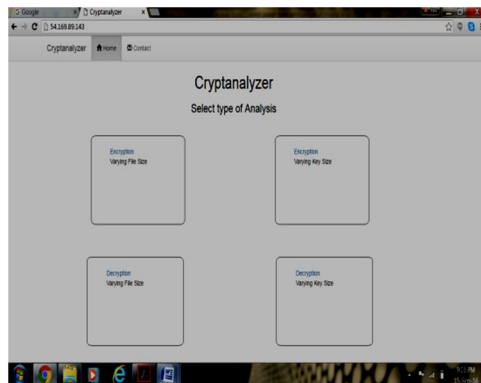 Google
Cryptanalyzer
54.169.89.143
Cryptanalyzer Home Contact
Cryptanalyzer
Select type of Analysis
Encryption
Varying File Size
Encryption
Varying Key Size
Decryption
Varying File Size
Decryption
Varying Key Size